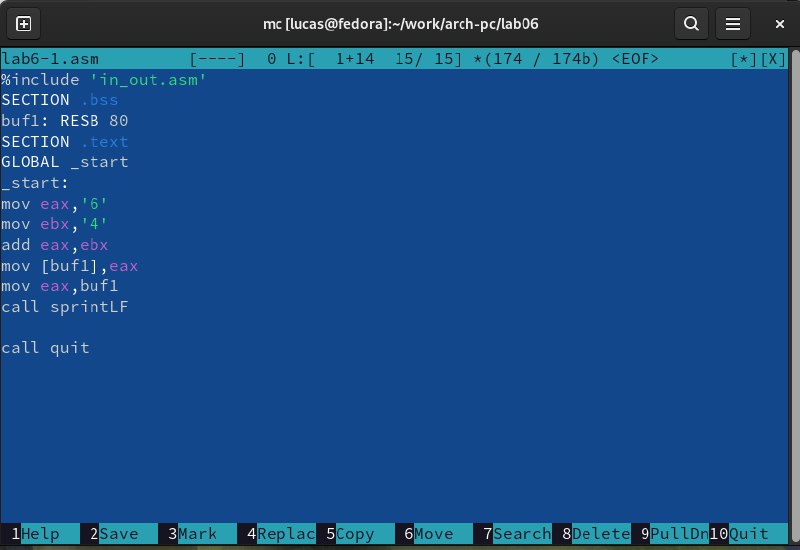 mc [lucas@fedora]:~/work/arch-pc/lab06
lab6-1.asm [----] 0 L:[ 1+14 15/ 15] *(174 / 174b) <EOF> [*][X]
%include 'in_out.asm'
SECTION .bss
buf1: RESB 80
SECTION .text
GLOBAL _start
_start:
mov eax,'6'
mov ebx,'4'
add eax,ebx
mov [buf1],eax
mov eax,buf1
call sprintLF
call quit
1Help 2Save 3Mark 4Replac 5Copy 6Move 7Search 8Delete 9PullDn 10Quit